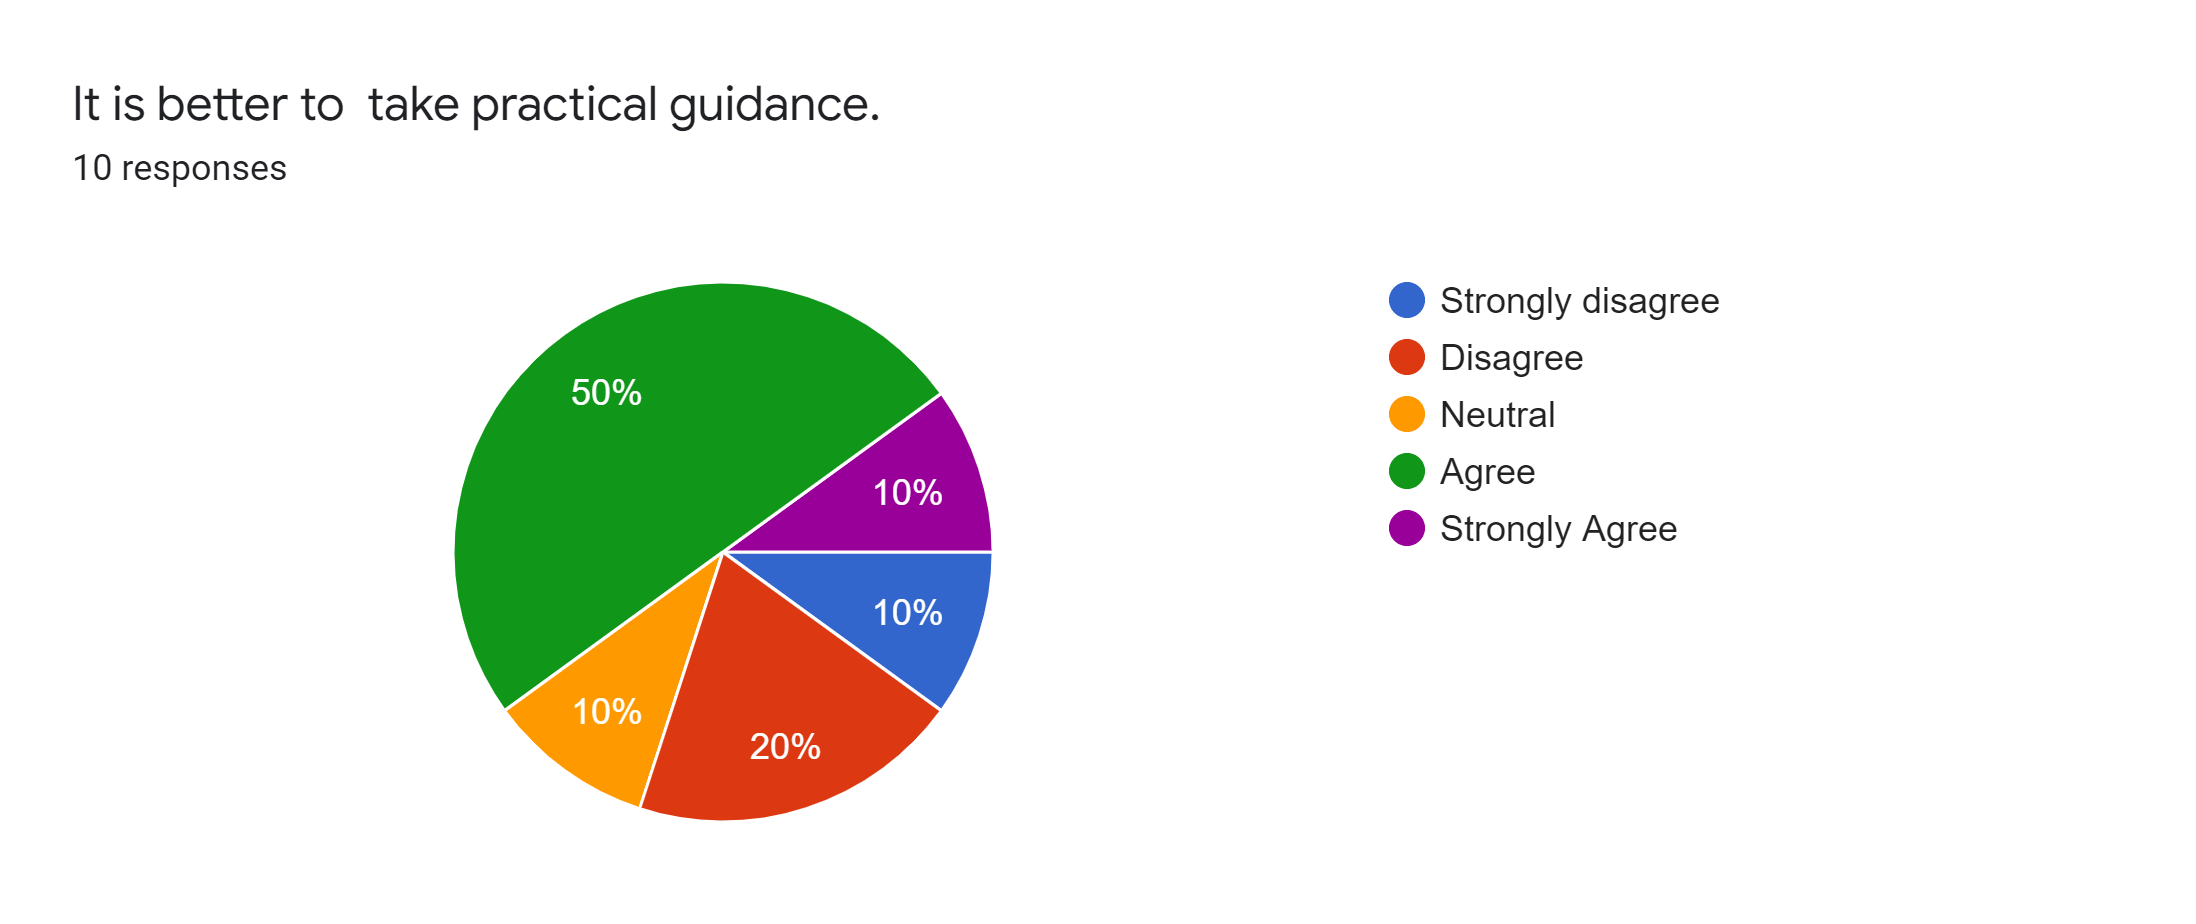 It is better to  take practical guidance.
10 responses
50%
10%
10%
10%
20%
Strongly disagree
Disagree
Neutral
Agree
Strongly Agree